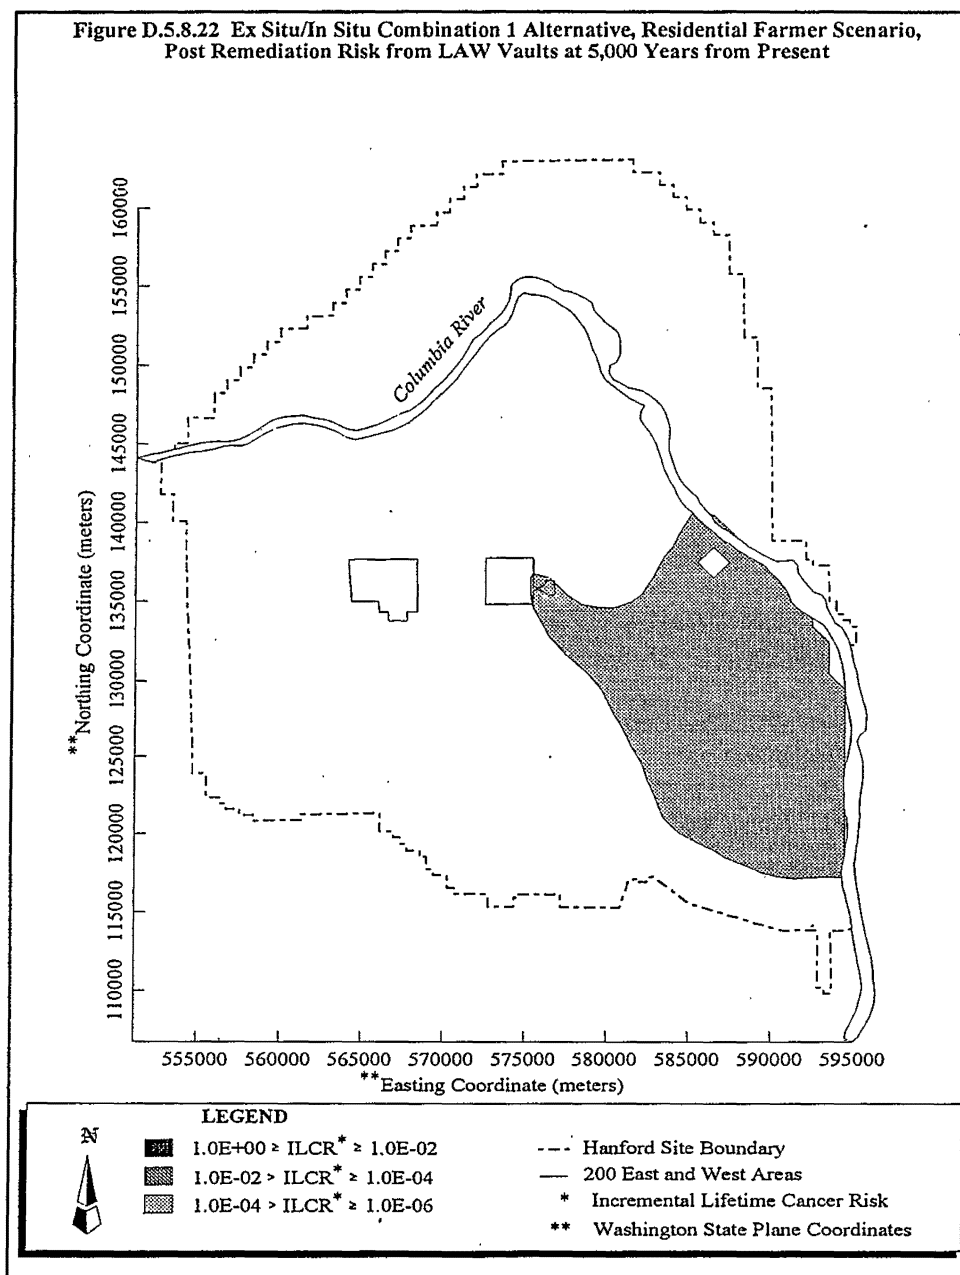 Figure D.5.8.22 Ex Situ/In Situ Combination 1 Alternative, Residential Farmer Scenario,
Post Remediation Risk from LAW Vaults at 5,000 Years from Present
160000
155000
150000
145000
140000
135000
130000
125000
120000
115000
110000
**Northing Coordinate (meters)
Columbia River
555000 560000 565000 570000 575000 580000 585000 590000 595000
**Easting Coordinate (meters)
LEGEND
N
1.0E+00 ≥ ILCR* ≥ 1.0E-02
1.0E-02 > ILCR* ≥ 1.0E-04
1.0E-04 > ILCR* ≥ 1.0E-06
Hanford Site Boundary
200 East and West Areas
* Incremental Lifetime Cancer Risk
** Washington State Plane Coordinates